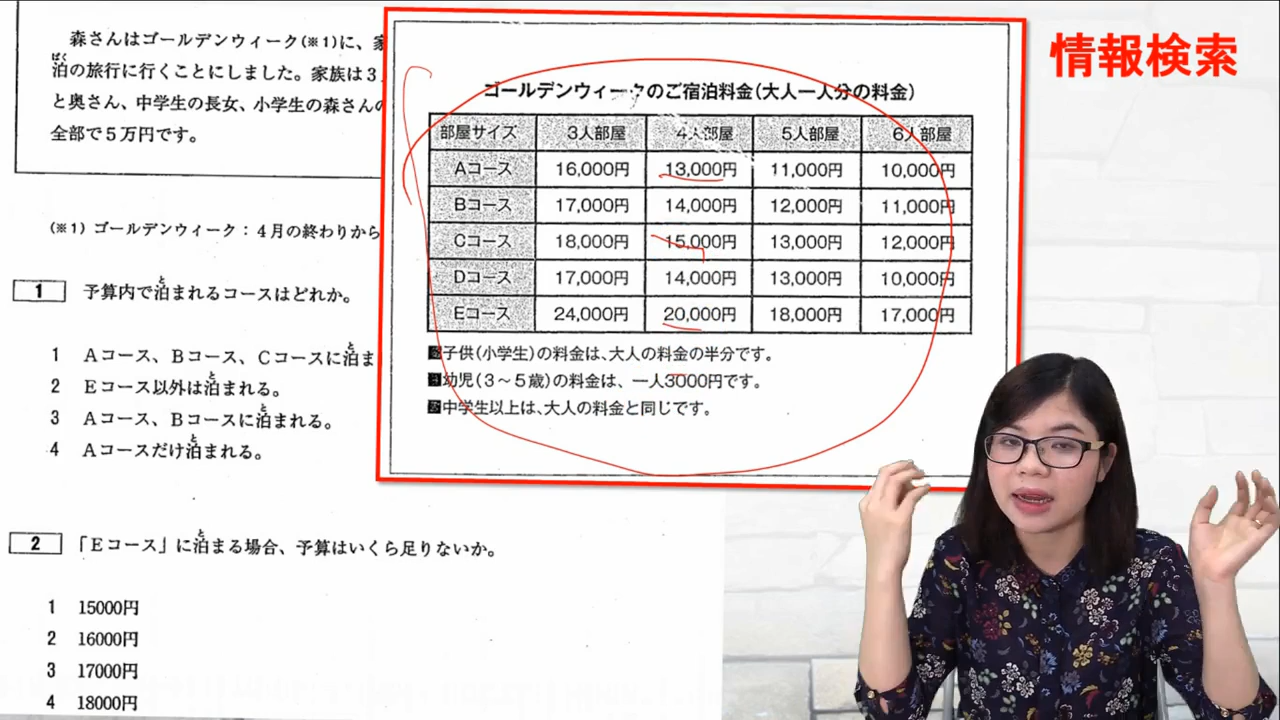 森さんはゴールデンウィーク(※1)に、家
泊の旅行に行くことにしました。家族は3
と奥さん、中学生の長女、小学生の森さんの
全部で5万円です。
(※1) ゴールデンウィーク：4月の終わりから
1 予算内で泊まれるコースはどれか。
1 Aコース、Bコース、Cコースに泊ま
2 Eコース以外は泊まれる。
3 Aコース、Bコースに泊まれる。
4 Aコースだけ泊まれる。
2 「Eコース」に泊まる場合、予算はいくら足りないか。
1 15000円
2 16000円
3 17000円
4 18000円
ゴールデンウィークのご宿泊料金(大人一人分の料金)
部屋サイズ 3人部屋 4人部屋 5人部屋 6人部屋
Aコース 16,000円 13,000円 11,000円 10,000円
Bコース 17,000円 14,000円 12,000円 11,000円
Cコース 18,000円 15,000円 13,000円 12,000円
Dコース 17,000円 14,000円 13,000円 10,000円
Eコース 24,000円 20,000円 18,000円 17,000円
子供(小学生)の料金は、大人の料金の半分です。
幼児(3～5歳)の料金は、一人3000円です。
中学生以上は、大人の料金と同じです。
情報検索